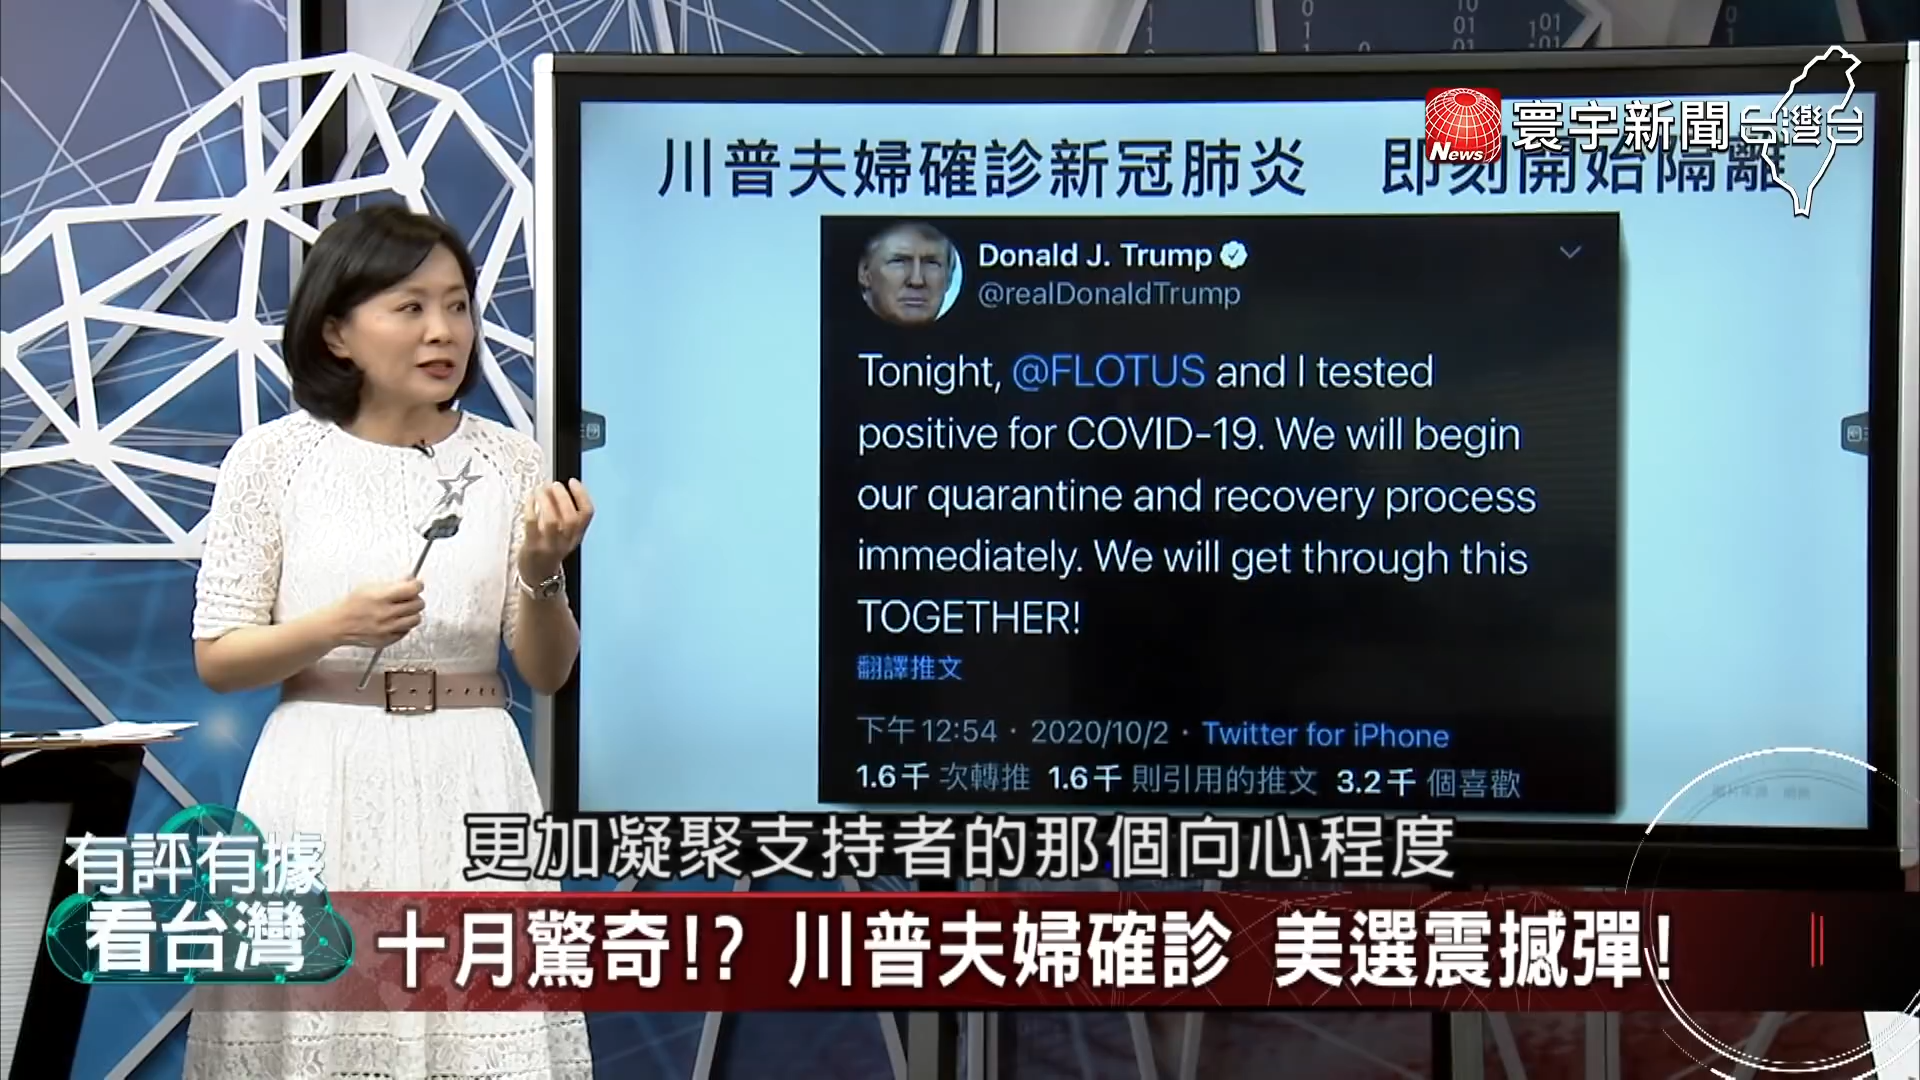 News
寰宇新聞 台灣台
川普夫婦確診新冠肺炎　即刻開始隔離
Donald J. Trump
@realDonaldTrump
Tonight, @FLOTUS and I tested
positive for COVID-19. We will begin
our quarantine and recovery process
immediately. We will get through this
TOGETHER!
翻譯推文
下午12:54 · 2020/10/2 · Twitter for iPhone
1.6千 次轉推 1.6千 則引用的推文 3.2千 個喜歡
更加凝聚支持者的那個向心程度
有評有據
看台灣
十月驚奇!? 川普夫婦確診 美選震撼彈!